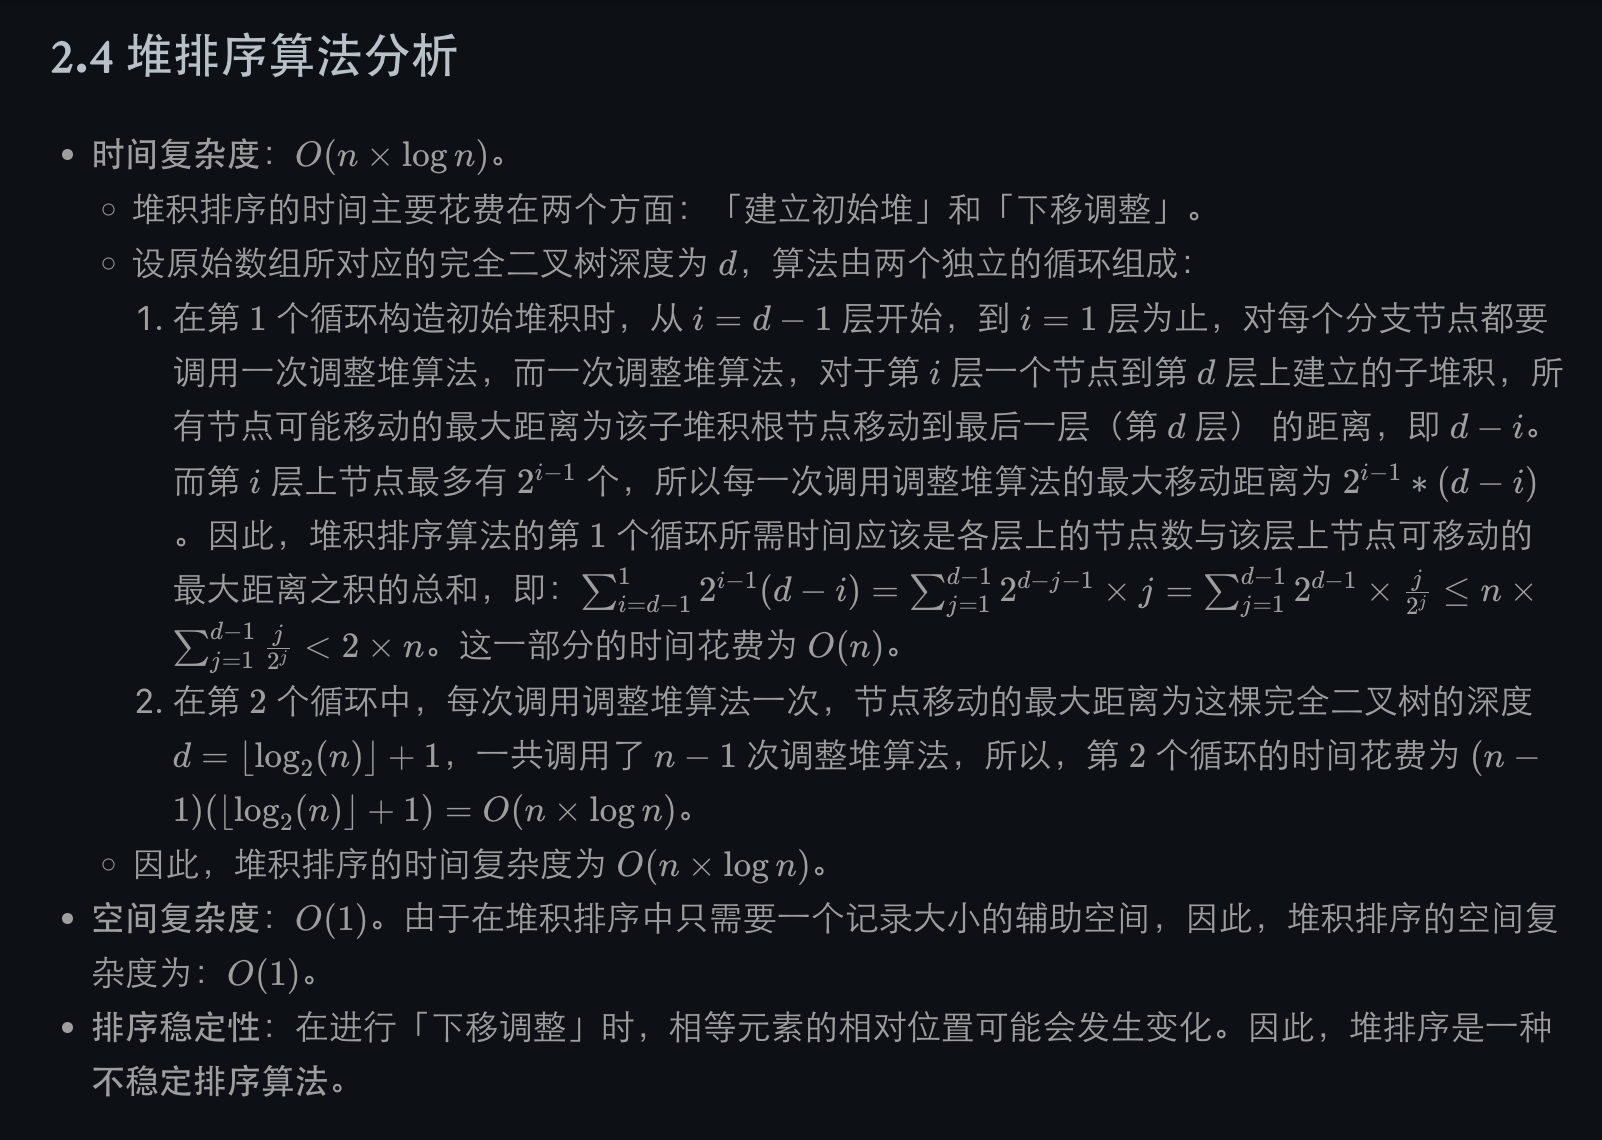 2.4 堆排序算法分析
• 时间复杂度：$O(n \times \log n)$。
◦ 堆积排序的时间主要花费在两个方面：「建立初始堆」和「下移调整」。
◦ 设原始数组所对应的完全二叉树深度为 $d$，算法由两个独立的循环组成：
1. 在第 $1$ 个循环构造初始堆积时，从 $i = d - 1$ 层开始，到 $i = 1$ 层为止，对每个分支节点都要
调用一次调整堆算法，而一次调整堆算法，对于第 $i$ 层一个节点到第 $d$ 层上建立的子堆积，所
有节点可能移动的最大距离为该子堆积根节点移动到最后一层（第 $d$ 层） 的距离，即 $d - i$。
而第 $i$ 层上节点最多有 $2^{i-1}$ 个，所以每一次调用调整堆算法的最大移动距离为 $2^{i-1} * (d - i)$
。因此，堆积排序算法的第 $1$ 个循环所需时间应该是各层上的节点数与该层上节点可移动的
最大距离之积的总和，即：$\sum_{i=d-1}^{1} 2^{i-1}(d - i) = \sum_{j=1}^{d-1} 2^{d-j-1} \times j = \sum_{j=1}^{d-1} 2^{d-1} \times \frac{j}{2^j} \leq n \times$
$\sum_{j=1}^{d-1} \frac{j}{2^j} < 2 \times n$。这一部分的时间花费为 $O(n)$。
2. 在第 $2$ 个循环中，每次调用调整堆算法一次，节点移动的最大距离为这棵完全二叉树的深度
$d = \lfloor \log_2(n) \rfloor + 1$，一共调用了 $n - 1$ 次调整堆算法，所以，第 $2$ 个循环的时间花费为 $(n -$
$1)(\lfloor \log_2(n) \rfloor + 1) = O(n \times \log n)$。
◦ 因此，堆积排序的时间复杂度为 $O(n \times \log n)$。
• 空间复杂度：$O(1)$。由于在堆积排序中只需要一个记录大小的辅助空间，因此，堆积排序的空间复
杂度为：$O(1)$。
• 排序稳定性：在进行「下移调整」时，相等元素的相对位置可能会发生变化。因此，堆排序是一种
不稳定排序算法。